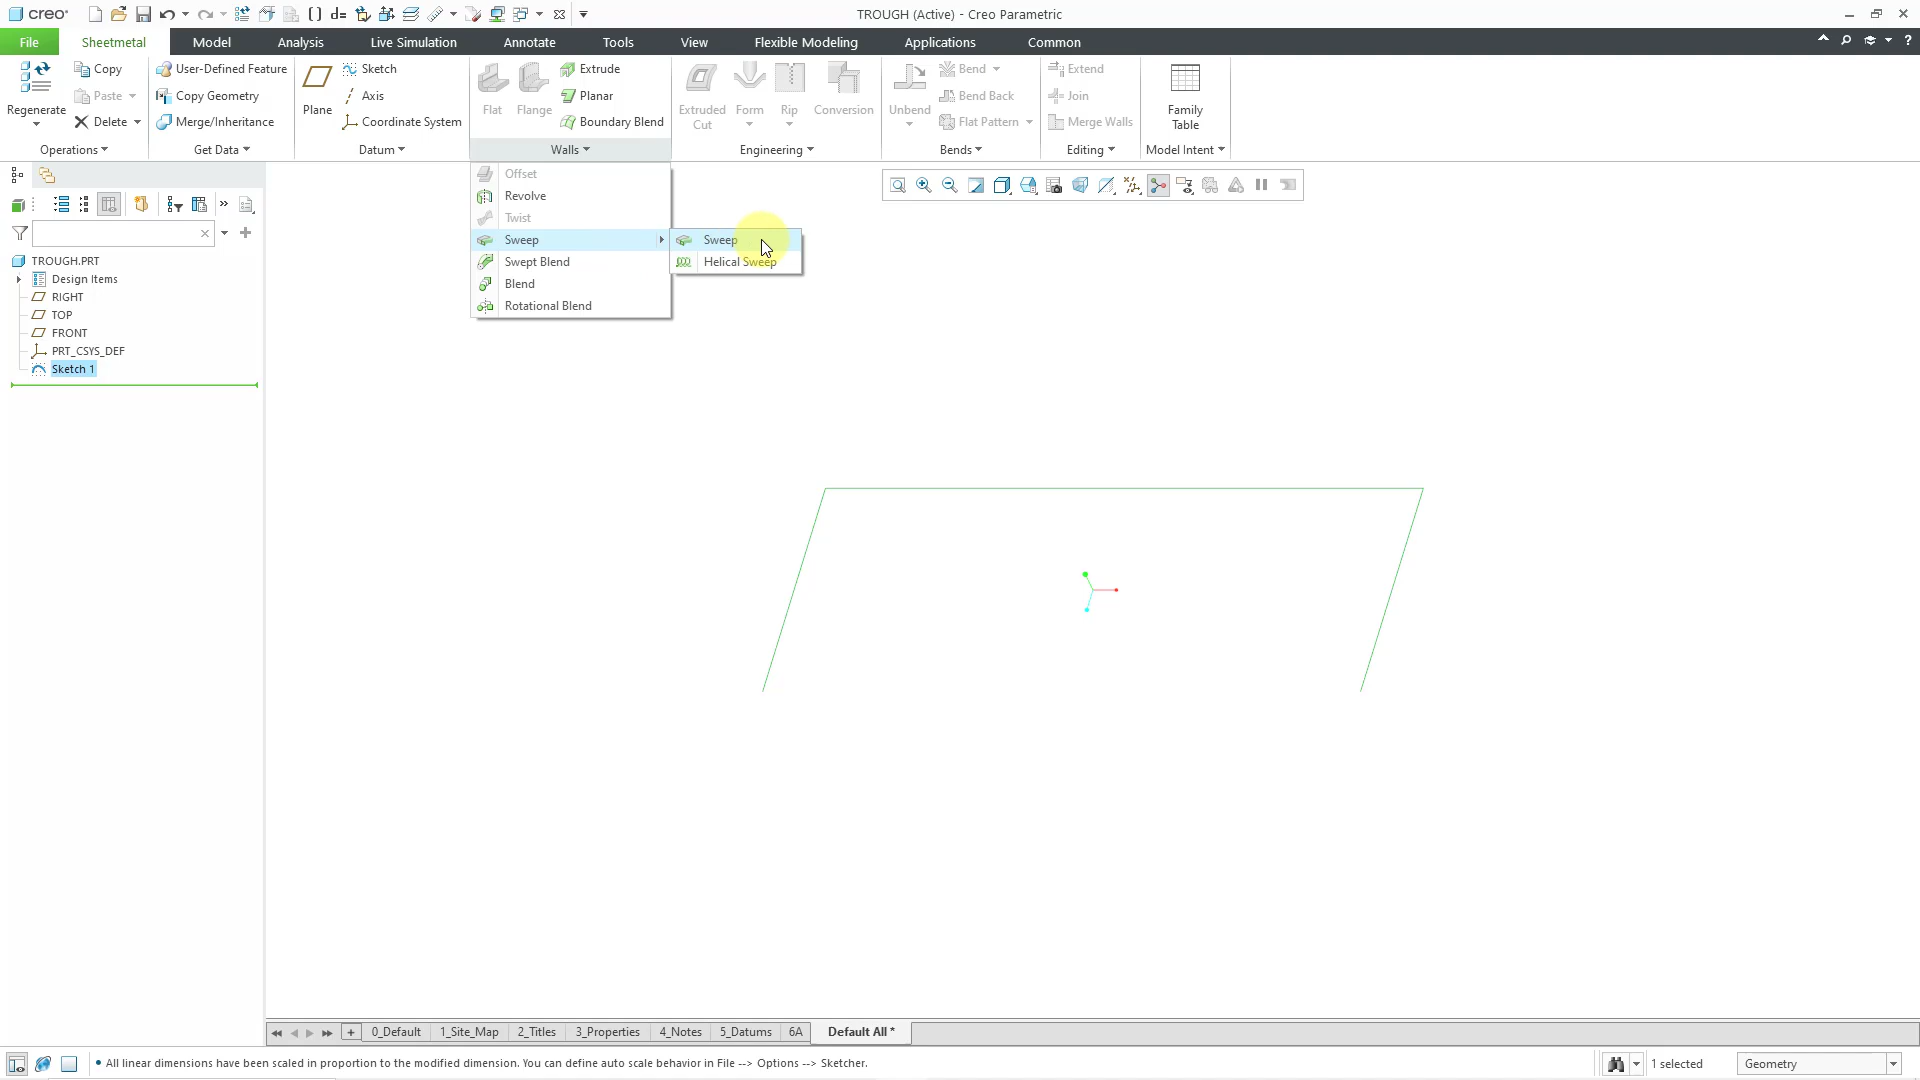 creo
TROUGH (Active) - Creo Parametric
File Sheetmetal Model Analysis Live Simulation Annotate Tools View Flexible Modeling Applications Common
Regenerate
Copy
Paste
Delete
Operations
User-Defined Feature
Copy Geometry
Merge/Inheritance
Get Data
Plane
Sketch
Axis
Coordinate System
Datum
Flat
Flange
Extrude
Planar
Boundary Blend
Walls
Extruded
Cut
Form
Rip
Conversion
Engineering
Unbend
Bend
Bend Back
Flat Pattern
Bends
Extend
Join
Merge Walls
Editing
Family
Table
Model Intent
Offset
Revolve
Twist
Sweep
Swept Blend
Blend
Rotational Blend
Sweep
Helical Sweep
TROUGH.PRT
Design Items
RIGHT
TOP
FRONT
PRT_CSYS_DEF
Sketch 1
0_Default 1_Site_Map 2_Titles 3_Properties 4_Notes 5_Datums 6A Default All *
• All linear dimensions have been scaled in proportion to the modified dimension. You can define auto scale behavior in File --> Options --> Sketcher.
1 selected
Geometry